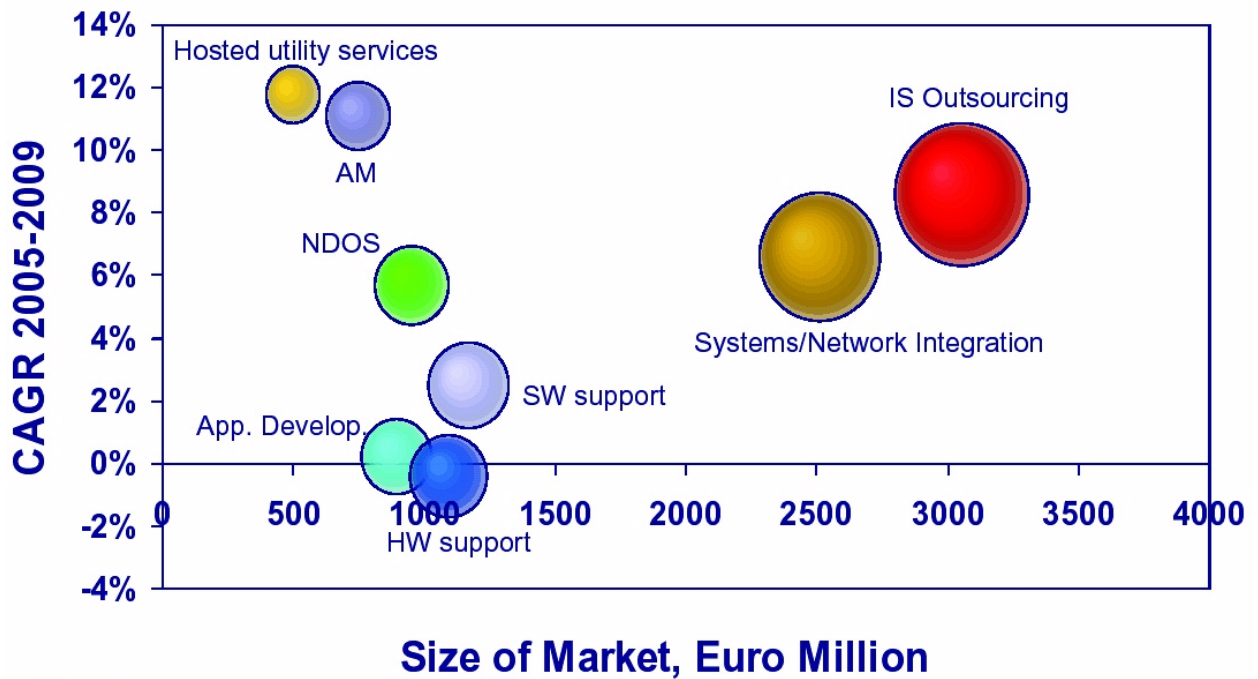 14%
Hosted utility services
12%
IS Outsourcing
10%
AM
8%
NDOS
6%
4%
Systems/Network Integration
2%
SW support
App. Develop.
0%
0 500 1000 1500 2000 2500 3000 3500 4000
-2%
HW support
-4%
CAGR 2005-2009
Size of Market, Euro Million